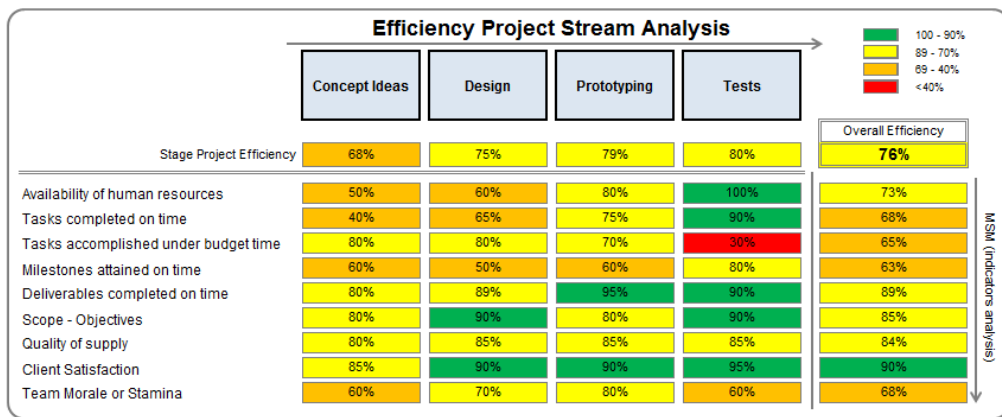 Efficiency Project Stream Analysis
100 - 90%
89 - 70%
69 - 40%
<40%
Concept Ideas Design Prototyping Tests
Overall Efficiency
Stage Project Efficiency 68% 75% 79% 80% 76%
Availability of human resources 50% 60% 80% 100% 73%
Tasks completed on time 40% 65% 75% 90% 68%
Tasks accomplished under budget time 80% 80% 70% 30% 65%
Milestones attained on time 60% 50% 60% 80% 63%
Deliverables completed on time 80% 89% 95% 90% 89%
Scope - Objectives 80% 90% 80% 90% 85%
Quality of supply 80% 85% 85% 85% 84%
Client Satisfaction 85% 90% 90% 95% 90%
Team Morale or Stamina 60% 70% 80% 60% 68%
MSM (indicators analysis)